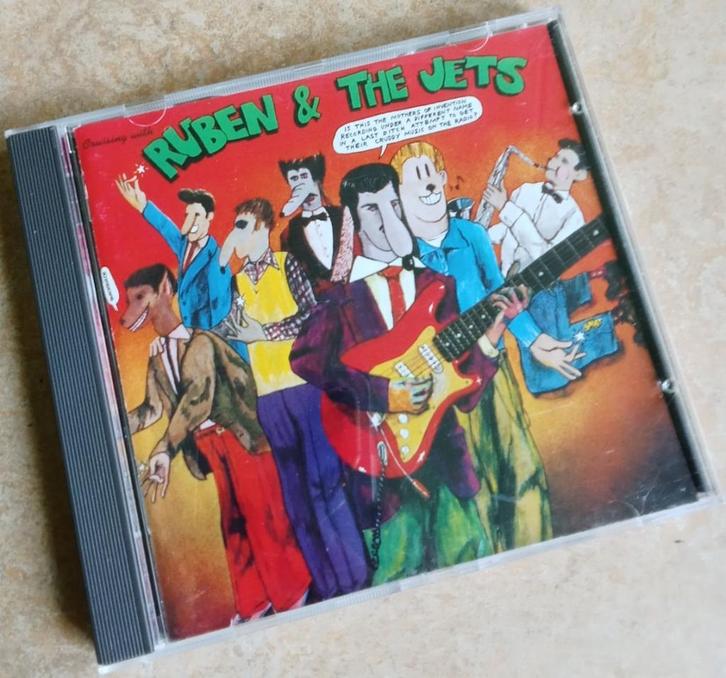 Cruising with
RUBEN & THE JETS
IS THIS THE MOTHERS OF INVENTION
RECORDING UNDER A DIFFERENT NAME
IN A LAST DITCH ATTEMPT TO GET
THEIR CRUDDY MUSIC ON THE RADIO?